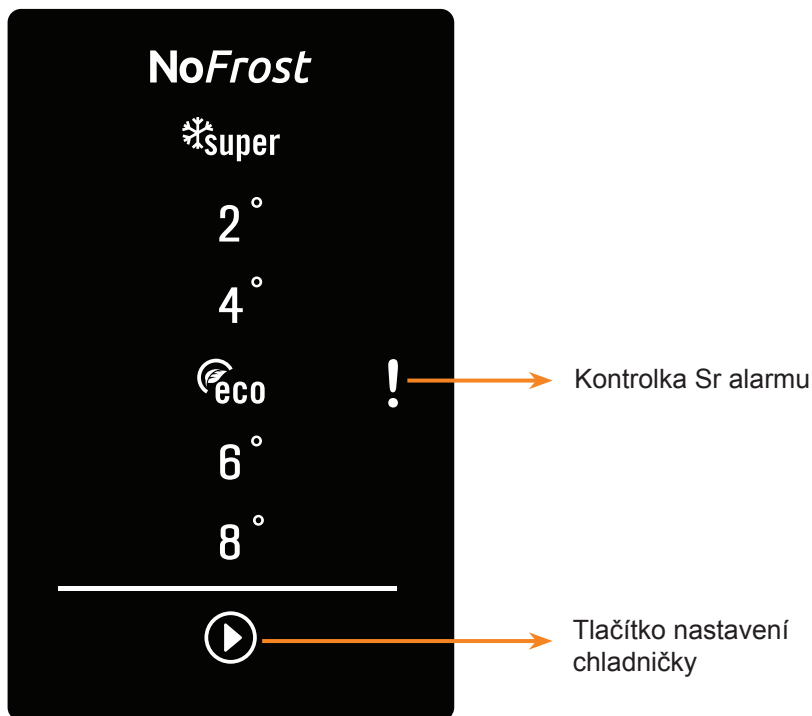 NoFrost
super
2°
4°
eco
!
Kontrolka Sr alarmu
6°
8°
Tlačítko nastavení
chladničky